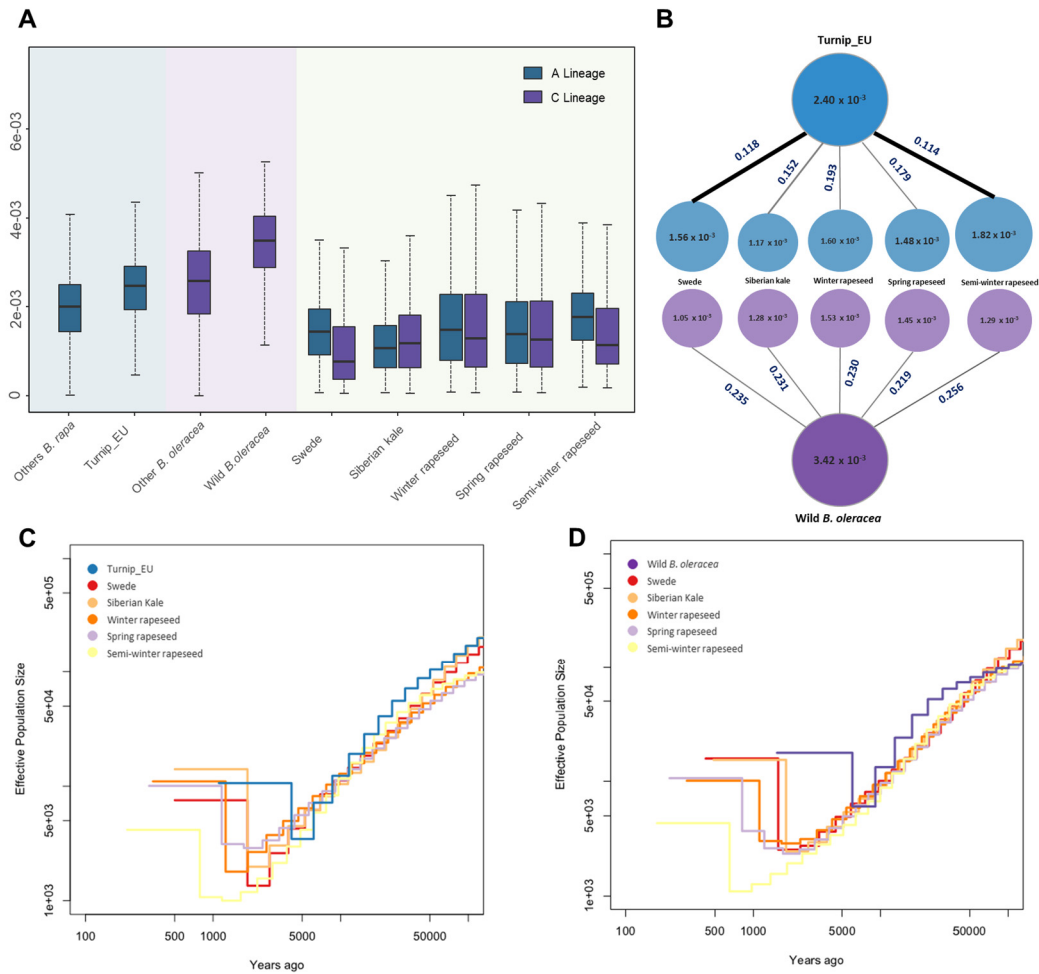 A
A Lineage
C Lineage
6e-03
4e-03
2e-03
0
Others B. rapa
Turnip_EU
Other B. oleracea
Wild B.oleracea
Swede
Siberian kale
Winter rapeseed
Spring rapeseed
Semi-winter rapeseed
B
Turnip_EU
2.40 x 10⁻³
0.118
0.152
0.193
0.179
0.114
1.56 x 10⁻³
1.17 x 10⁻³
1.60 x 10⁻³
1.48 x 10⁻³
1.82 x 10⁻³
Swede
Siberian kale
Winter rapeseed
Spring rapeseed
Semi-winter rapeseed
1.05 x 10⁻³
1.28 x 10⁻³
1.53 x 10⁻³
1.45 x 10⁻³
1.29 x 10⁻³
0.235
0.231
0.230
0.219
0.256
3.42 x 10⁻³
Wild B. oleracea
C
Turnip_EU
Swede
Siberian Kale
Winter rapeseed
Spring rapeseed
Semi-winter rapeseed
Effective Population Size
5e+05
5e+04
5e+03
1e+03
100
500
1000
5000
50000
Years ago
D
Wild B. oleracea
Swede
Siberian Kale
Winter rapeseed
Spring rapeseed
Semi-winter rapeseed
Effective Population Size
5e+05
5e+04
5e+03
1e+03
100
500
1000
5000
50000
Years ago